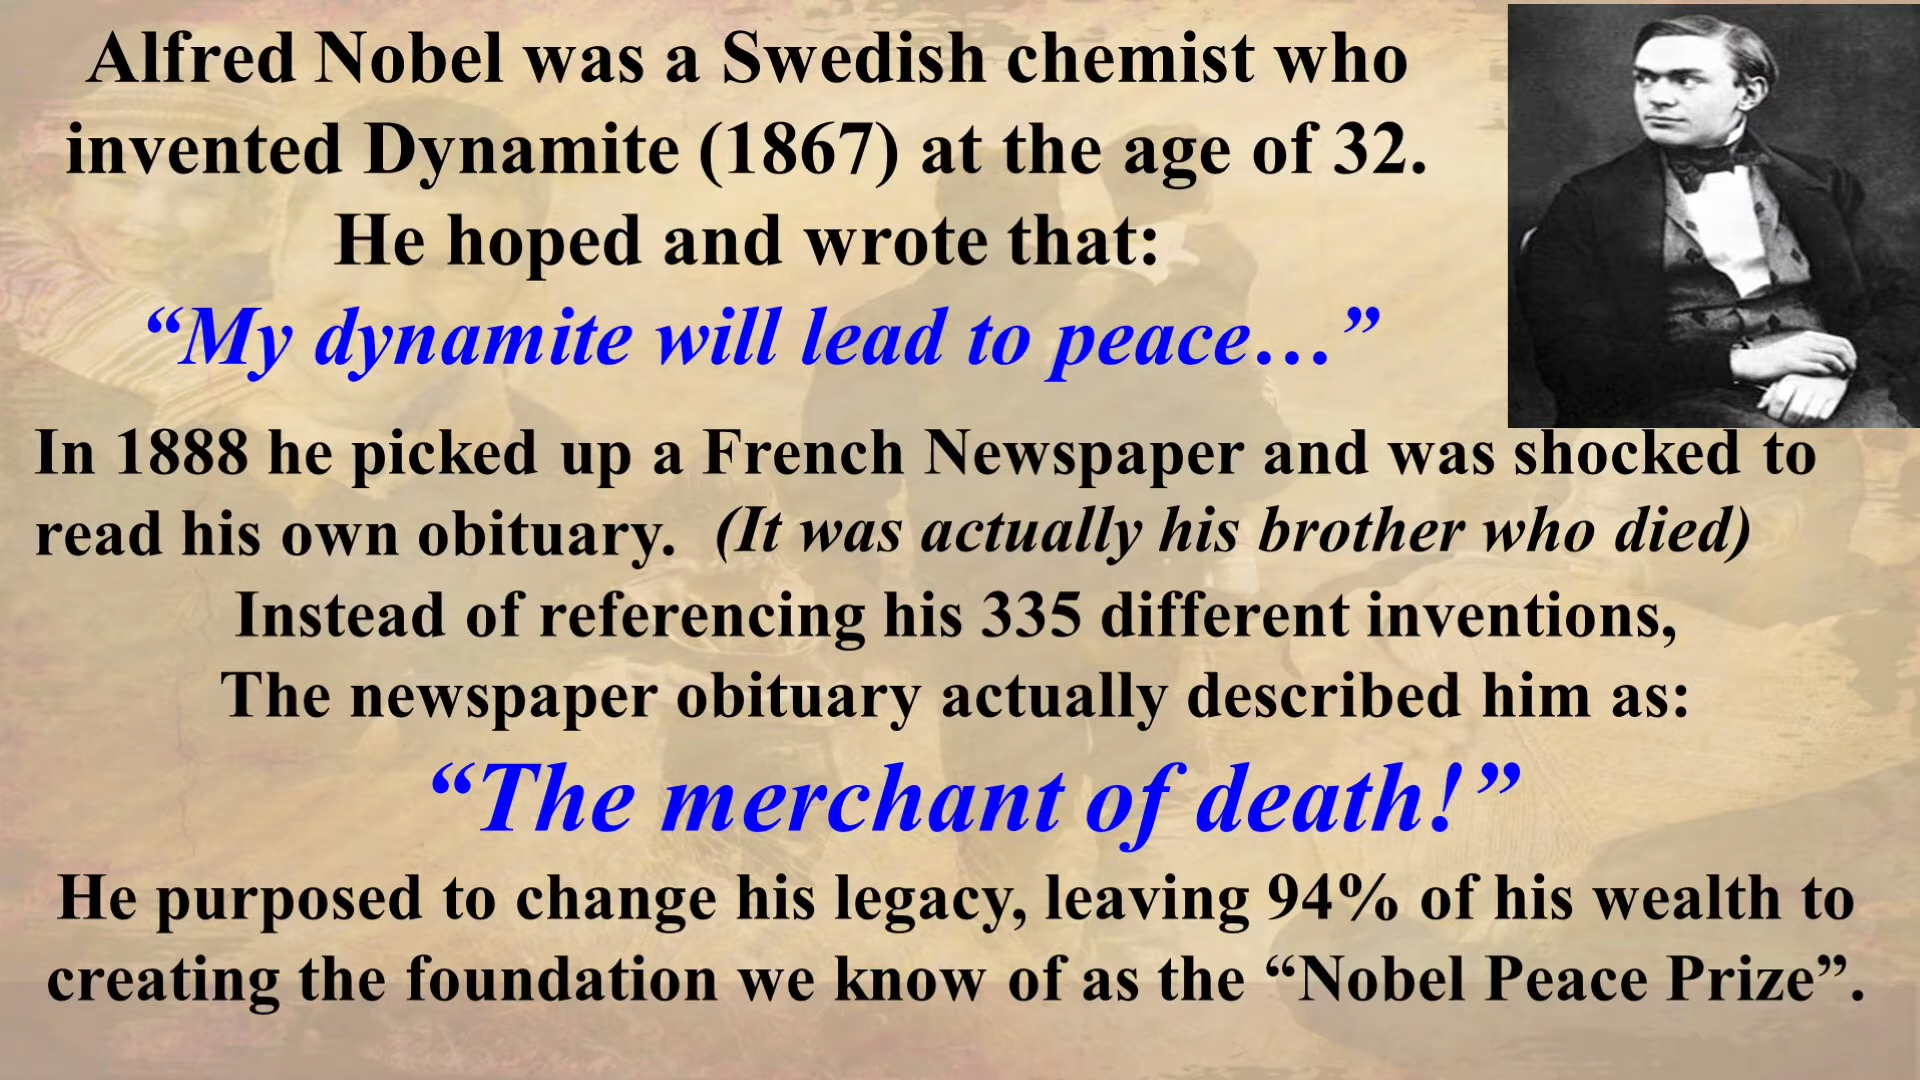 Alfred Nobel was a Swedish chemist who
invented Dynamite (1867) at the age of 32.
He hoped and wrote that:
“My dynamite will lead to peace…”
In 1888 he picked up a French Newspaper and was shocked to
read his own obituary. (It was actually his brother who died)
Instead of referencing his 335 different inventions,
The newspaper obituary actually described him as:
“The merchant of death!”
He purposed to change his legacy, leaving 94% of his wealth to
creating the foundation we know of as the “Nobel Peace Prize”.